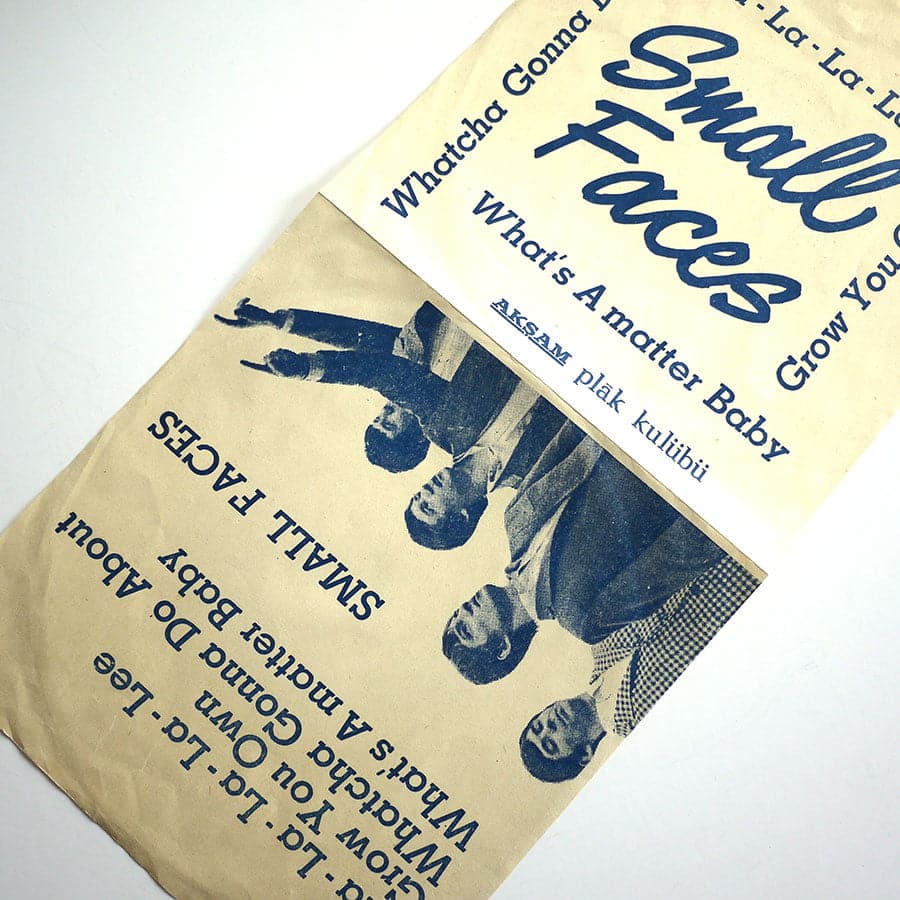 Whatcha Gonna
La - La - La
Small
Faces
What's A matter Baby
Grow You
AKŞAM plāk kulübü
SMALL FACES
La - La - La - Lee
Grow You Own
Whatcha Gonna Do About
What's A matter Baby